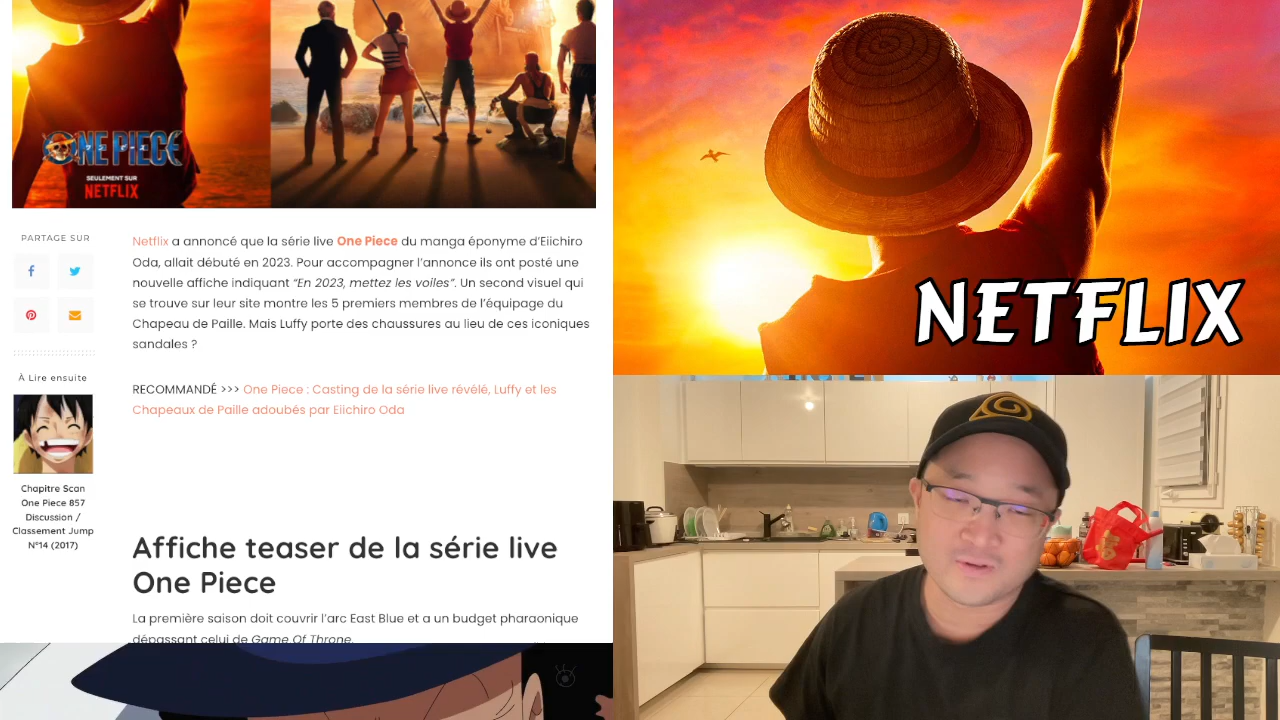 ONE PIECE
SEULEMENT SUR
NETFLIX
PARTAGE SUR
À Lire ensuite
Chapitre Scan
One Piece 857
Discussion /
Classement Jump
N°14 (2017)
Netflix a annoncé que la série live One Piece du manga éponyme d’Eiichiro
Oda, allait débuté en 2023. Pour accompagner l’annonce ils ont posté une
nouvelle affiche indiquant “En 2023, mettez les voiles”. Un second visuel qui
se trouve sur leur site montre les 5 premiers membres de l’équipage du
Chapeau de Paille. Mais Luffy porte des chaussures au lieu de ces iconiques
sandales ?
RECOMMANDÉ >>> One Piece : Casting de la série live révélé, Luffy et les
Chapeaux de Paille adoubés par Eiichiro Oda
Affiche teaser de la série live
One Piece
La première saison doit couvrir l’arc East Blue et a un budget pharaonique
dépassant celui de Game Of Throne.
NETFLIX